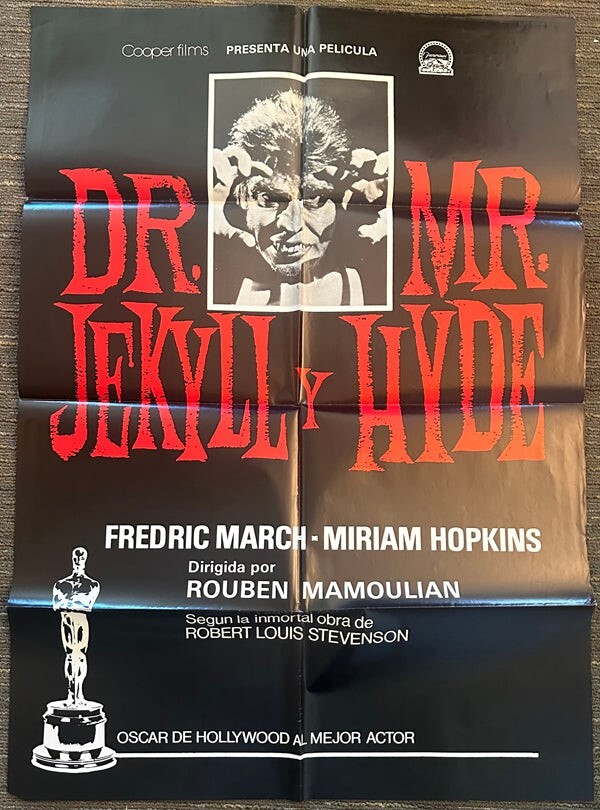 Cooper films PRESENTA UNA PELICULA
Paramount
DR. MR.
JEKYLL Y HYDE
FREDRIC MARCH - MIRIAM HOPKINS
Dirigida por
ROUBEN MAMOULIAN
Segun la inmortal obra de
ROBERT LOUIS STEVENSON
OSCAR DE HOLLYWOOD AL MEJOR ACTOR